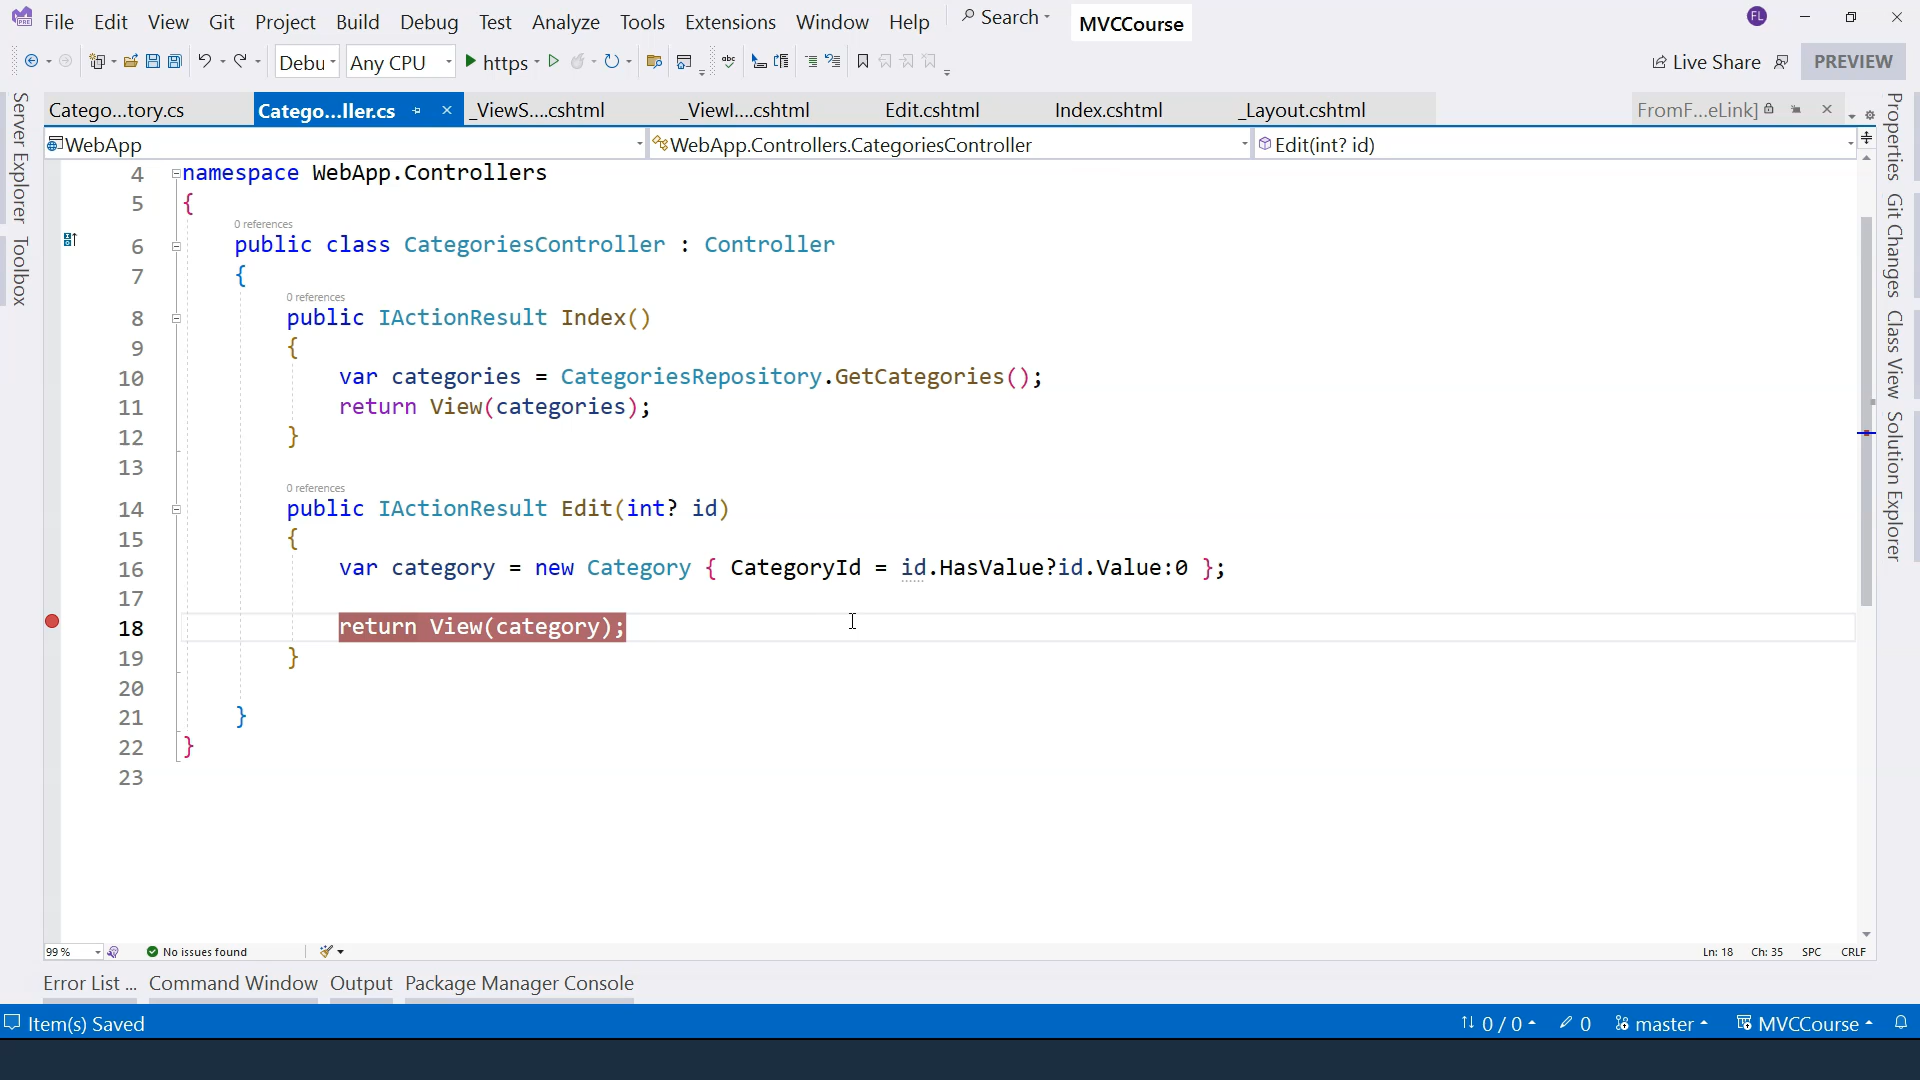 File Edit View Git Project Build Debug Test Analyze Tools Extensions Window Help Search MVCCourse FL
Debu Any CPU https abc Live Share PREVIEW
Catego...tory.cs Catego...ller.cs _ViewS....cshtml _ViewI....cshtml Edit.cshtml Index.cshtml _Layout.cshtml FromF...eLink]
WebApp WebApp.Controllers.CategoriesController Edit(int? id)
Server Explorer Toolbox
4 namespace WebApp.Controllers
5 {
0 references
6 public class CategoriesController : Controller
7 {
0 references
8 public IActionResult Index()
9 {
10 var categories = CategoriesRepository.GetCategories();
11 return View(categories);
12 }
13
0 references
14 public IActionResult Edit(int? id)
15 {
16 var category = new Category { CategoryId = id.HasValue?id.Value:0 };
17
18 return View(category);
19 }
20
21 }
22 }
23
Properties Git Changes Class View Solution Explorer
99 % No issues found Ln: 18 Ch: 35 SPC CRLF
Error List ... Command Window Output Package Manager Console
Item(s) Saved 0 / 0 0 master MVCCourse